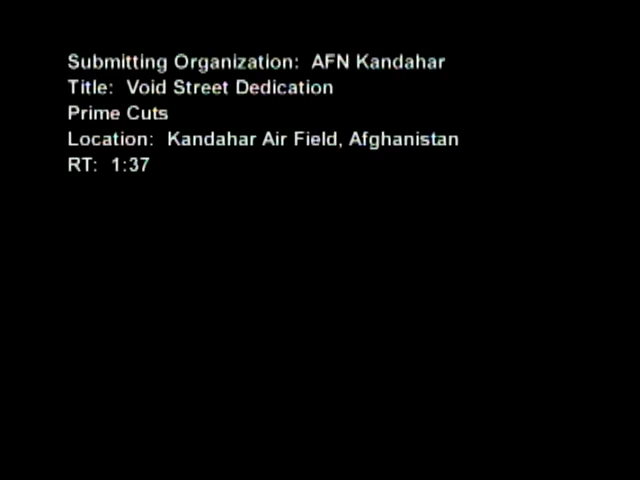 Submitting Organization: AFN Kandahar
Title: Void Street Dedication
Prime Cuts
Location: Kandahar Air Field, Afghanistan
RT: 1:37